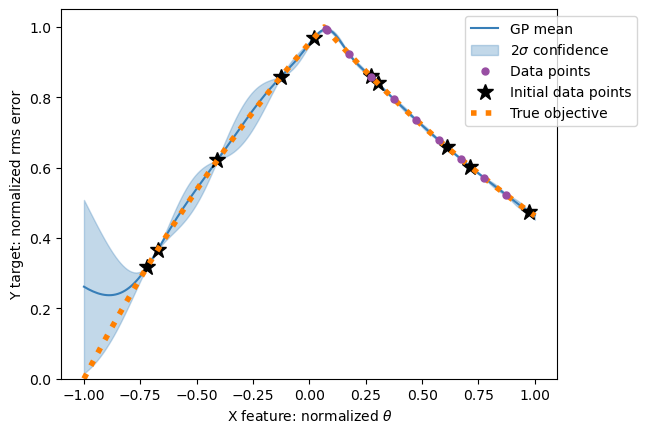 GP mean
2σ confidence
Data points
Initial data points
True objective
Y target: normalized rms error
1.0
0.8
0.6
0.4
0.2
0.0
−1.00 −0.75 −0.50 −0.25 0.00 0.25 0.50 0.75 1.00
X feature: normalized θ